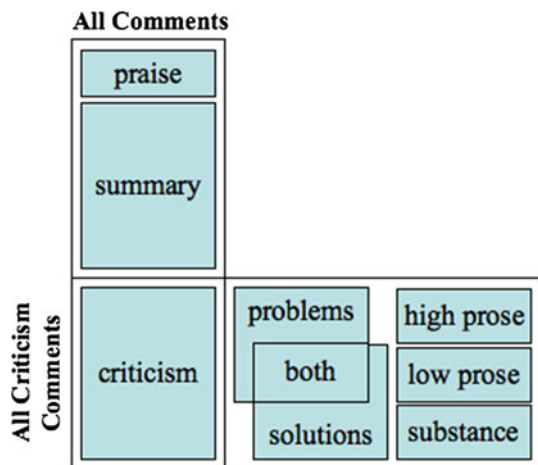 All Comments
praise
summary
All Criticism
Comments
criticism
problems
both
solutions
high prose
low prose
substance